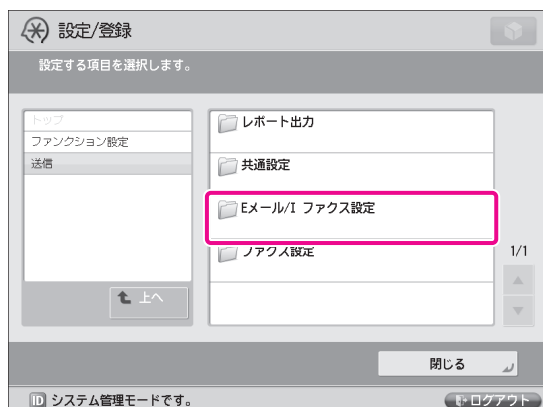 設定/登録
設定する項目を選択します。
トップ
ファンクション設定
送信
上へ
レポート出力
共通設定
Eメール/I ファクス設定
ファクス設定
1/1
閉じる
ID システム管理モードです。
ログアウト